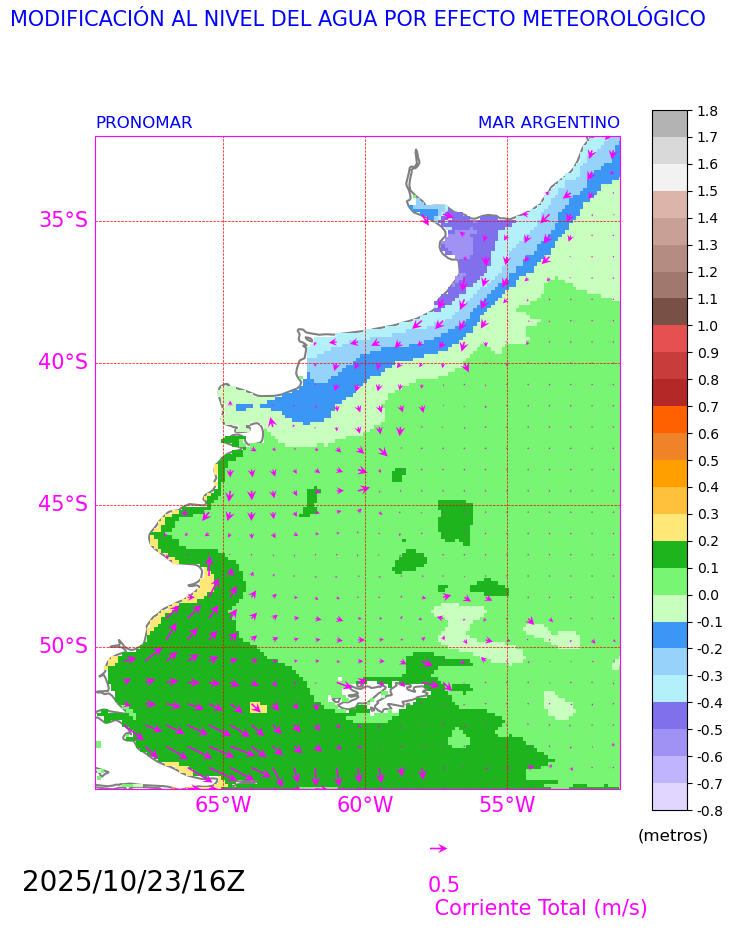 MODIFICACIÓN AL NIVEL DEL AGUA POR EFECTO METEOROLÓGICO
PRONOMAR MAR ARGENTINO
35°S
40°S
45°S
50°S
65°W 60°W 55°W
1.8
1.7
1.6
1.5
1.4
1.3
1.2
1.1
1.0
0.9
0.8
0.7
0.6
0.5
0.4
0.3
0.2
0.1
0.0
-0.1
-0.2
-0.3
-0.4
-0.5
-0.6
-0.7
-0.8
(metros)
2025/10/23/16Z
0.5
Corriente Total (m/s)